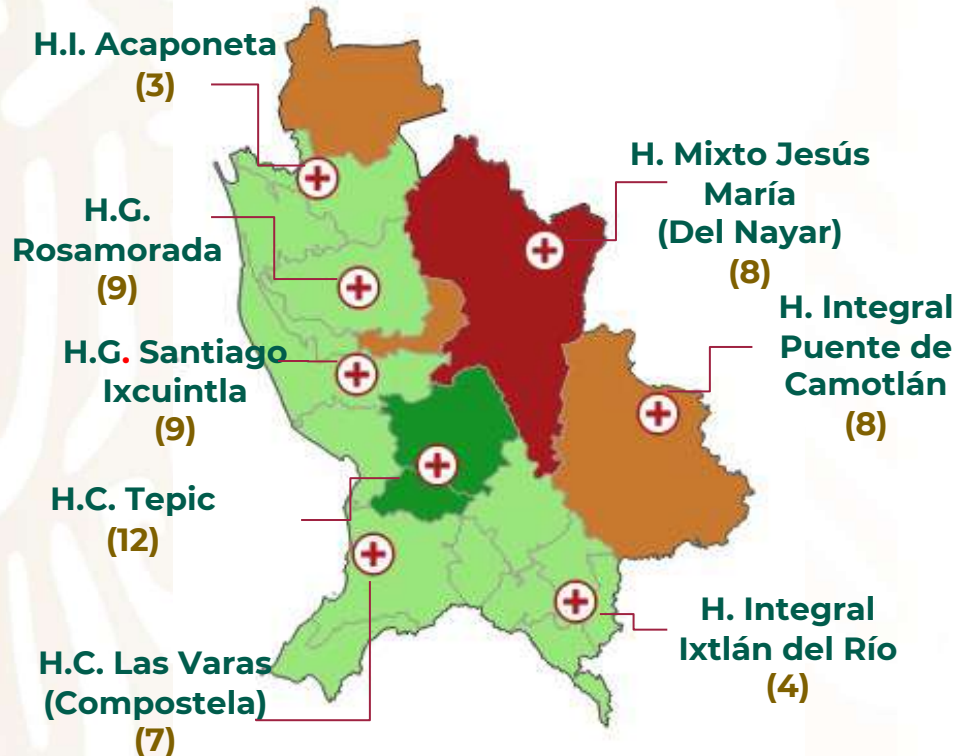 H.I. Acaponeta
(3)
H.G.
Rosamorada
(9)
H.G. Santiago
Ixcuintla
(9)
H.C. Tepic
(12)
H.C. Las Varas
(Compostela)
(7)
H. Mixto Jesús
María
(Del Nayar)
(8)
H. Integral
Puente de
Camotlán
(8)
H. Integral
Ixtlán del Río
(4)